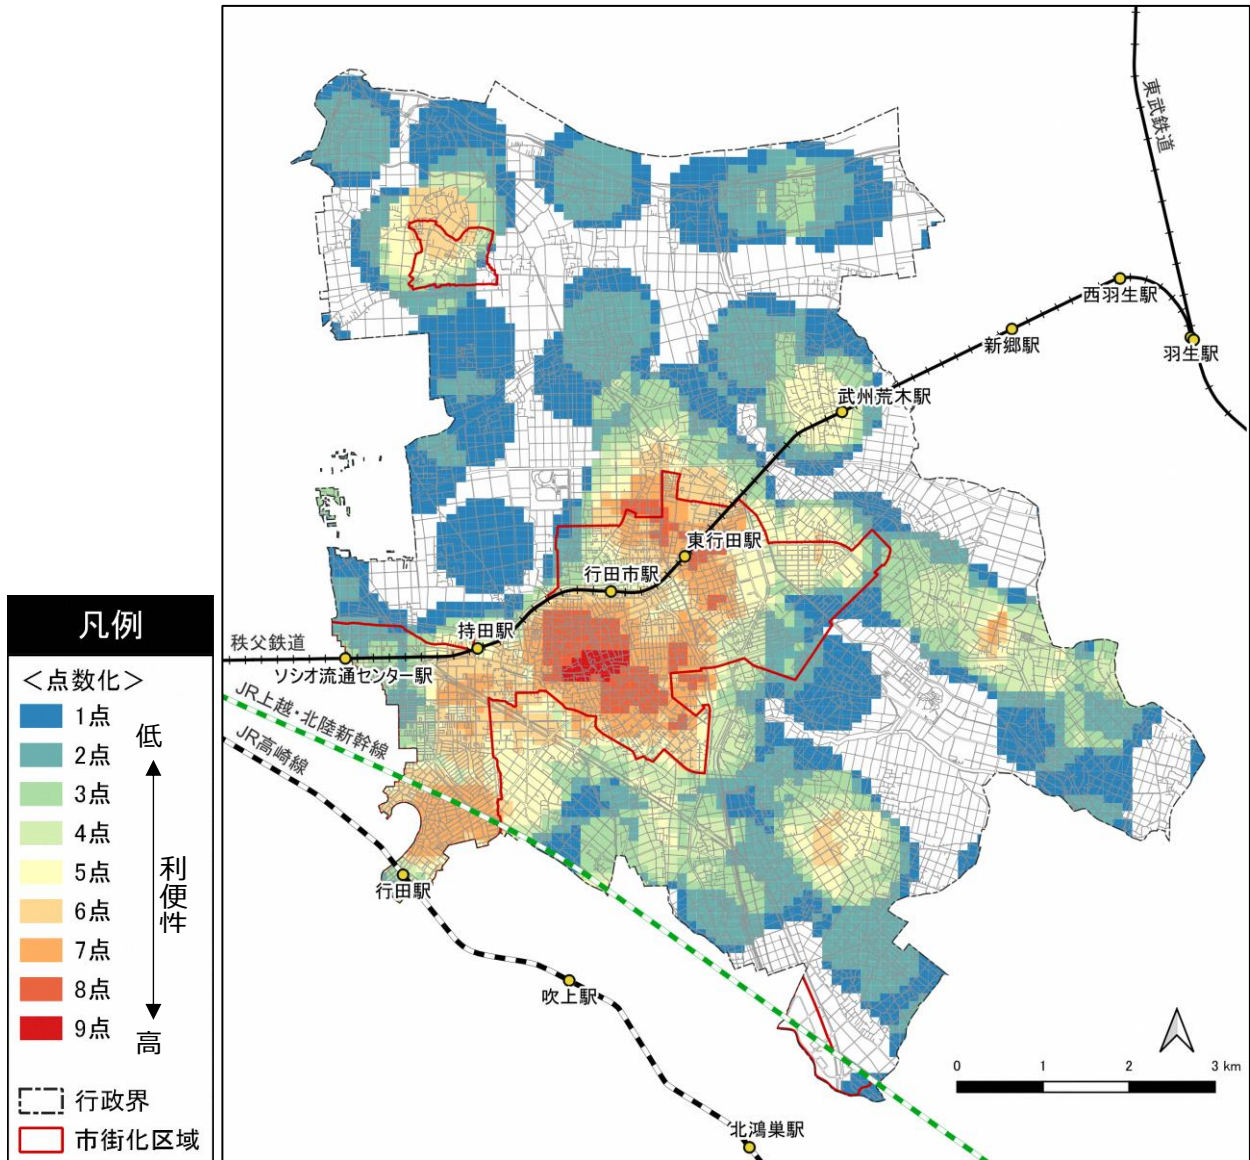 東武鉄道
西羽生駅
新郷駅
羽生駅
武州荒木駅
東行田駅
行田市駅
持田駅
秩父鉄道
ソシオ流通センター駅
JR上越・北陸新幹線
JR高崎線
行田駅
吹上駅
北鴻巣駅
0 1 2 3 km
凡例
<点数化>
1点
2点
3点
4点
5点
6点
7点
8点
9点
低
利便性
高
行政界
市街化区域